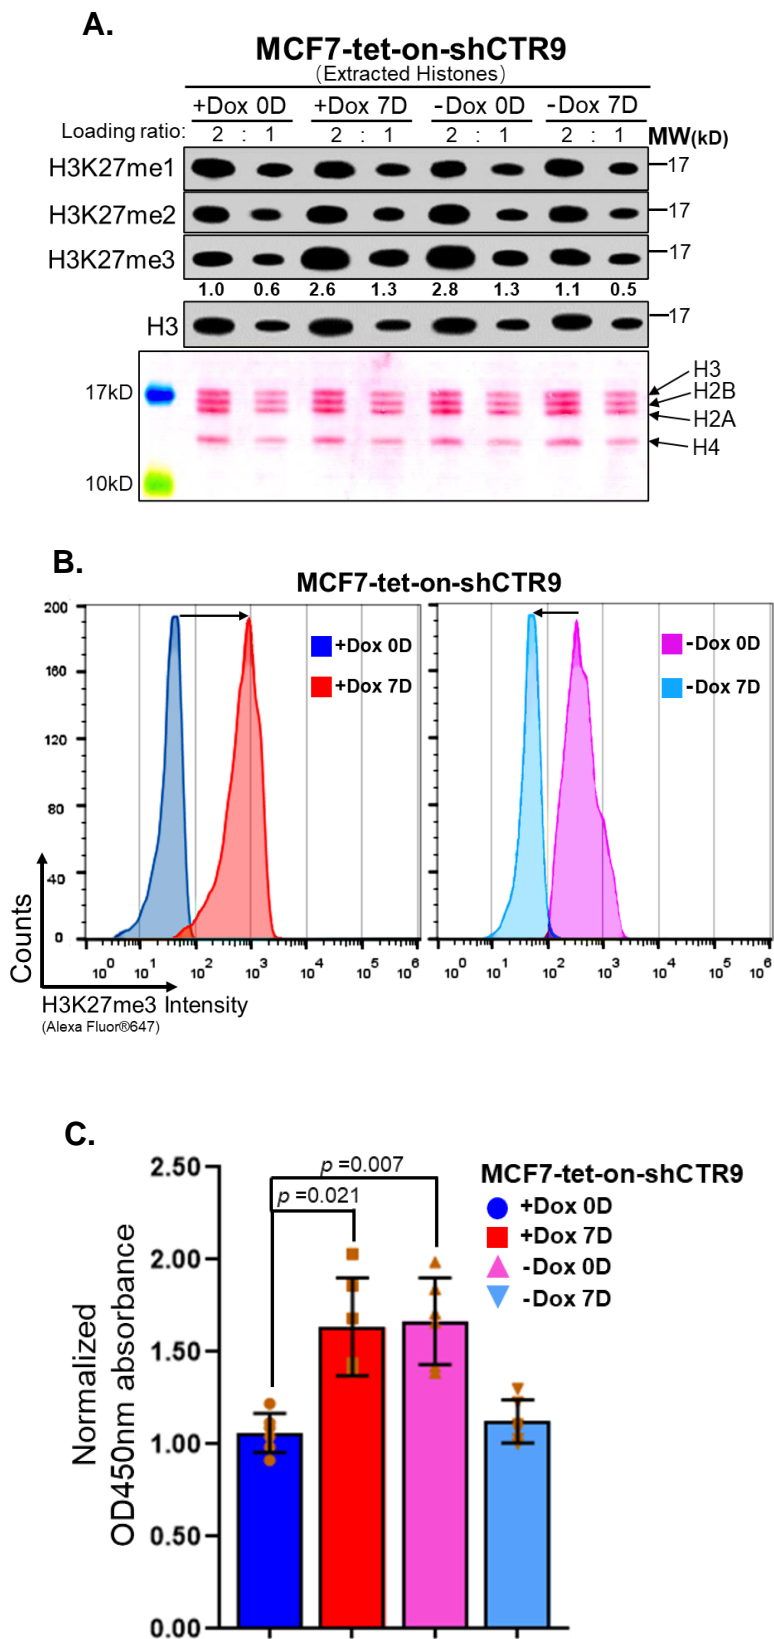 A.
MCF7-tet-on-shCTR9
(Extracted Histones)
+Dox 0D +Dox 7D -Dox 0D -Dox 7D
Loading ratio: 2 : 1 2 : 1 2 : 1 2 : 1 MW(kD)
H3K27me1 17
H3K27me2 17
H3K27me3 17
1.0 0.6 2.6 1.3 2.8 1.3 1.1 0.5
H3 17
H3
17kD H2B
H2A
H4
10kD
B.
MCF7-tet-on-shCTR9
200
+Dox 0D -Dox 0D
160
+Dox 7D -Dox 7D
120
80
40
0
Counts
10^0 10^1 10^2 10^3 10^4 10^5 10^6 10^0 10^1 10^2 10^3 10^4 10^5 10^6
H3K27me3 Intensity
(Alexa Fluor®647)
C.
2.50
p =0.007
MCF7-tet-on-shCTR9
p =0.021
+Dox 0D
+Dox 7D
-Dox 0D
-Dox 7D
2.00
1.50
1.00
0.50
0.00
Normalized
OD450nm absorbance